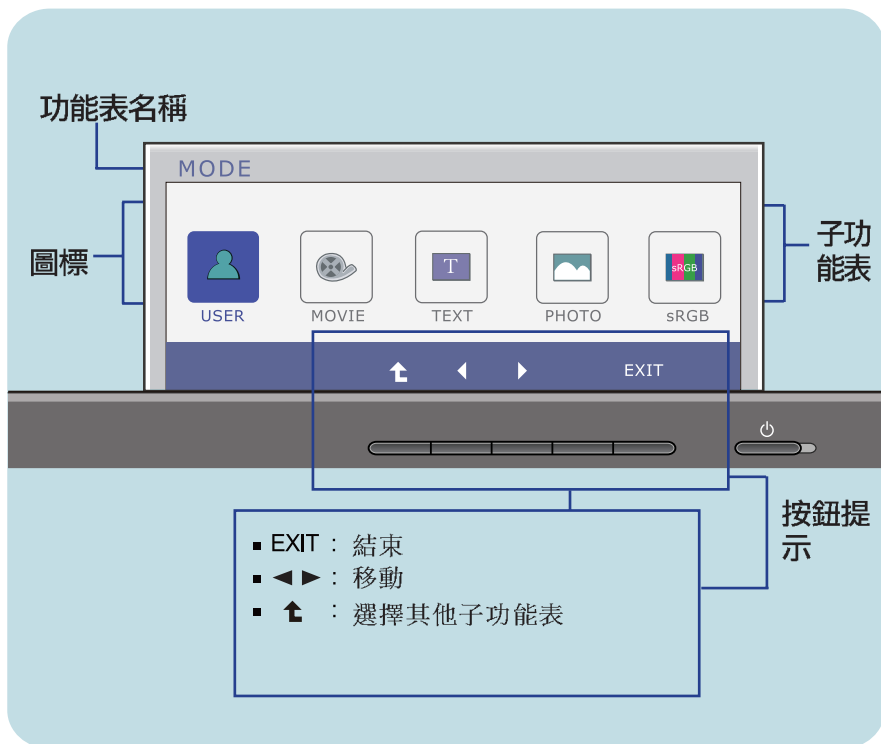 功能表名稱
MODE
圖標
子功
能表
T
sRGB
USER
MOVIE
TEXT
PHOTO
sRGB
EXIT
按鈕提
示
EXIT : 結束
◀ ▶ : 移動
: 選擇其他子功能表